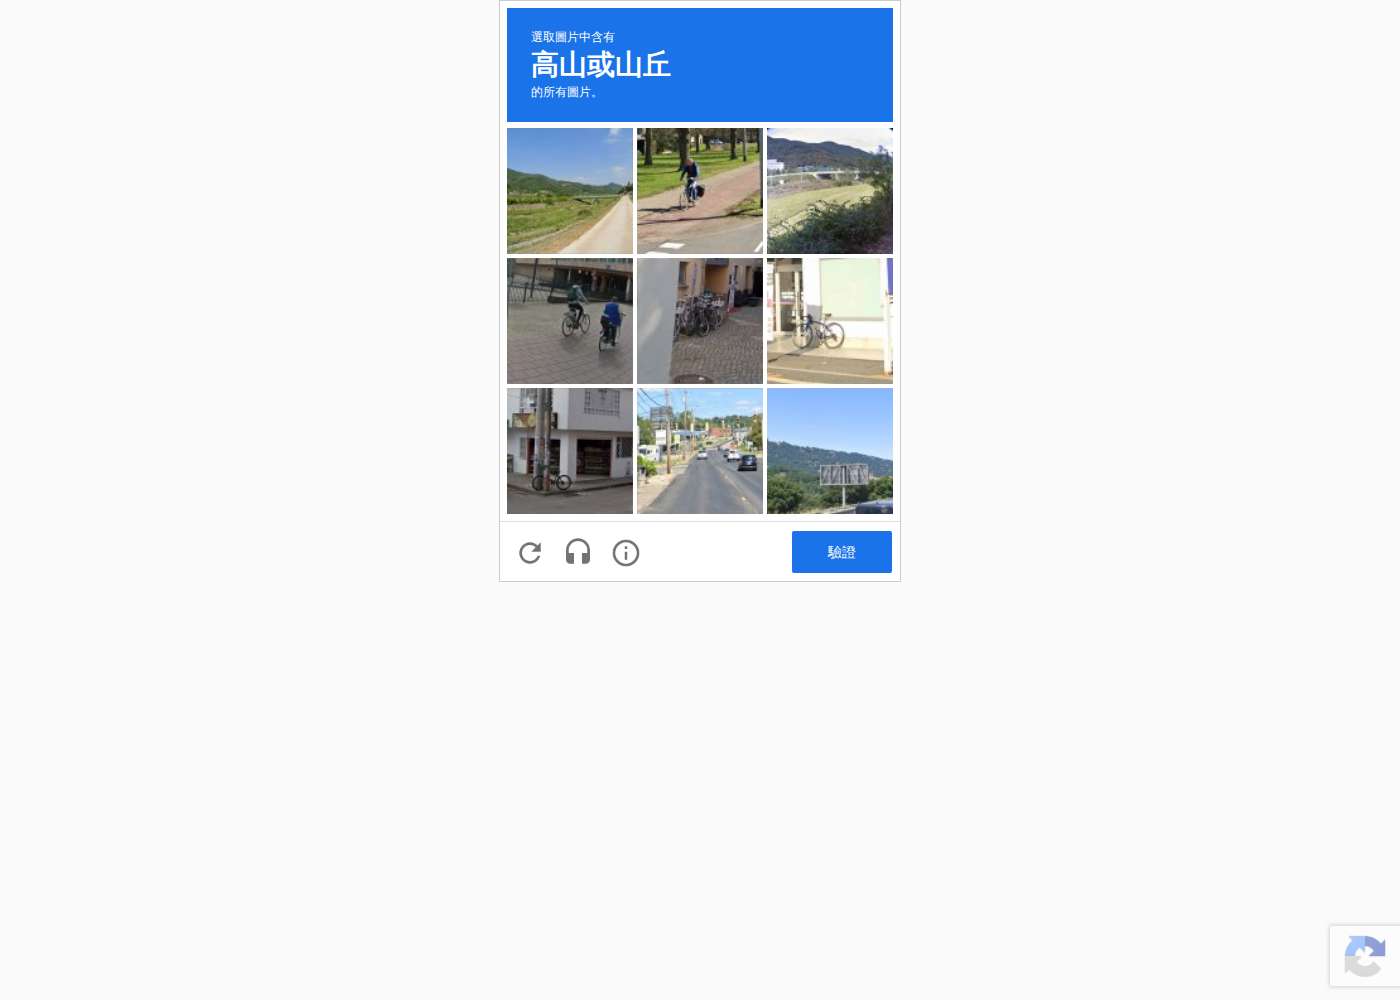 選取圖片中含有
高山或山丘
的所有圖片。
驗證